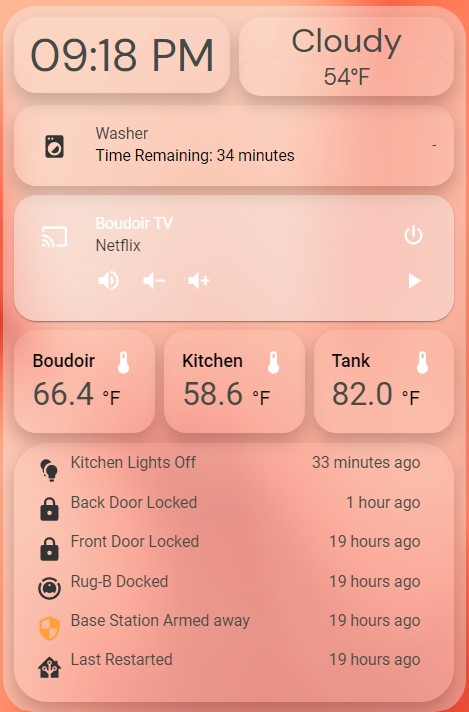 09:18 PM
Cloudy
54°F
Washer
Time Remaining: 34 minutes
-
Boudoir TV
Netflix
Boudoir
66.4 °F
Kitchen
58.6 °F
Tank
82.0 °F
Kitchen Lights Off 33 minutes ago
Back Door Locked 1 hour ago
Front Door Locked 19 hours ago
Rug-B Docked 19 hours ago
Base Station Armed away 19 hours ago
Last Restarted 19 hours ago